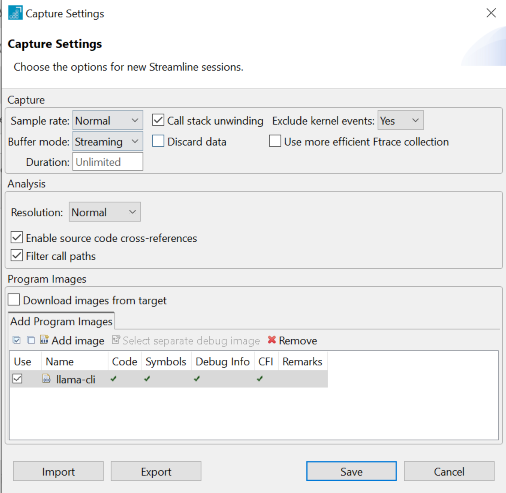 Capture Settings
Capture Settings
Choose the options for new Streamline sessions.
Capture
Sample rate: Normal Call stack unwinding Exclude kernel events: Yes
Buffer mode: Streaming Discard data Use more efficient Ftrace collection
Duration: Unlimited
Analysis
Resolution: Normal
Enable source code cross-references
Filter call paths
Program Images
Download images from target
Add Program Images
Add image Select separate debug image Remove
Use Name Code Symbols Debug Info CFI Remarks
llama-cli
Import Export Save Cancel